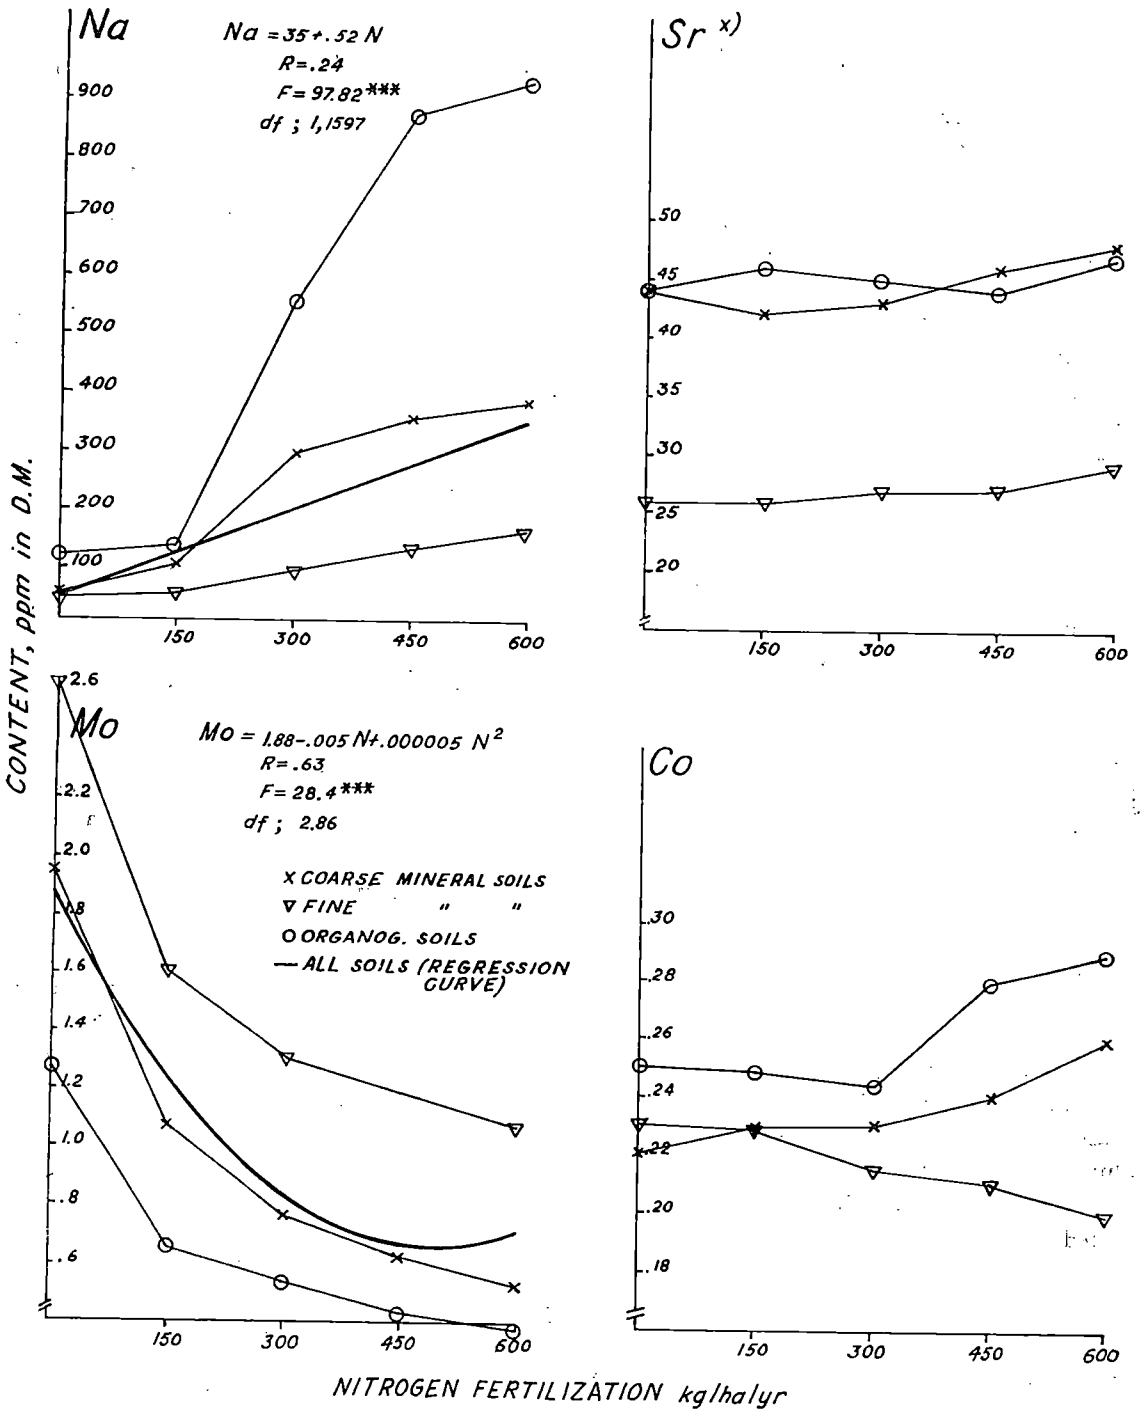 Na
Na = 35+.52 N
R=.24
F= 97.82***
df ; 1,1597
900
800
700
600
500
400
300
200
100
150 300 450 600
Sr x)
50
45
40
35
30
25
20
150 300 450 600
CONTENT, ppm in D.M.
Mo
Mo = 1.88-.005 N+.000005 N2
R=.63
F= 28.4***
df ; 2.86
2.6
2.2
2.0
1.8
1.6
1.4
1.2
1.0
.8
.6
x COARSE MINERAL SOILS
∇ FINE " "
O ORGANOG. SOILS
— ALL SOILS (REGRESSION
CURVE)
150 300 450 600
Co
.30
.28
.26
.24
.22
.20
.18
150 300 450 600
NITROGEN FERTILIZATION kg/ha/yr